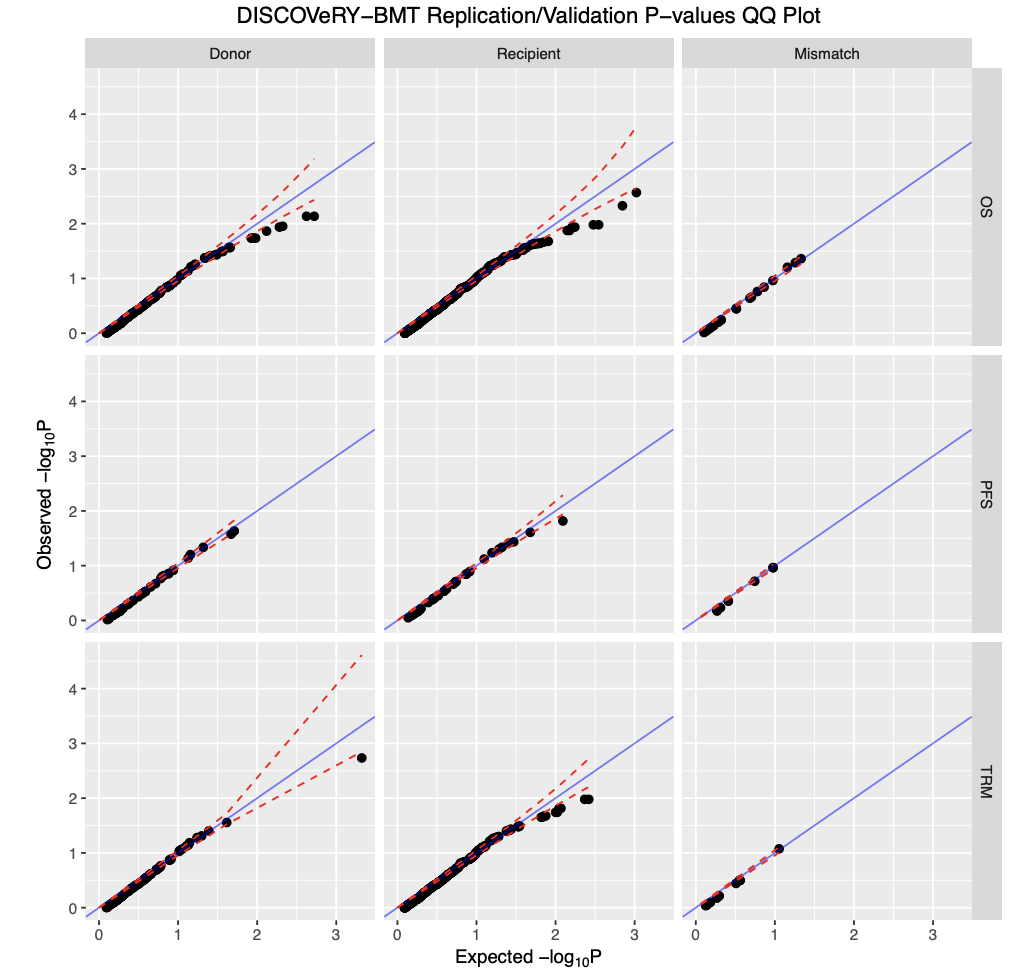 DISCOVeRY−BMT Replication/Validation P−values QQ Plot
Donor
Recipient
Mismatch
4
3
2
1
0
OS
4
3
2
1
0
PFS
4
3
2
1
0
TRM
Observed −log₁₀P
0 1 2 3
0 1 2 3
0 1 2 3
Expected −log₁₀P